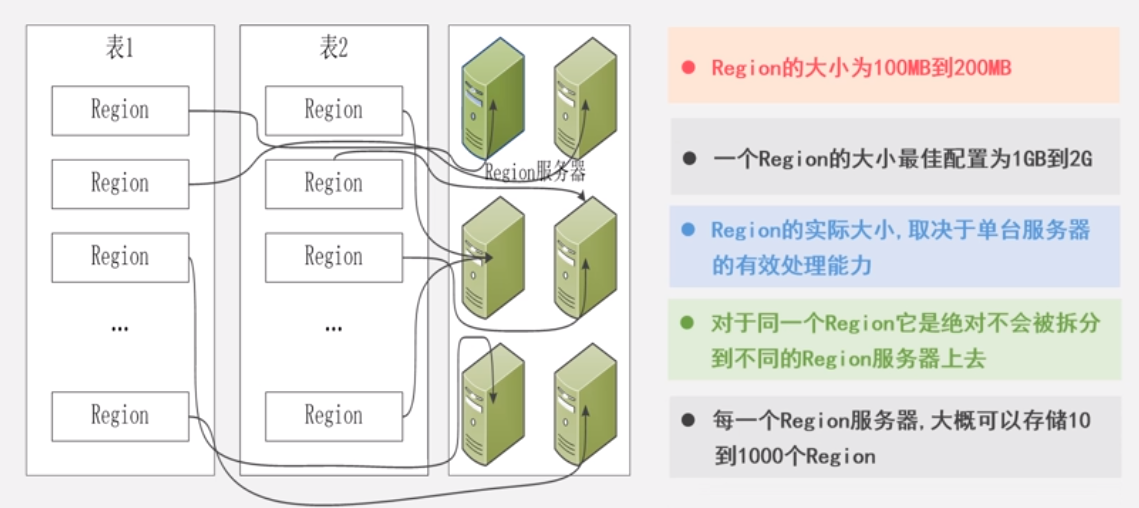 表1
Region
Region
Region
...
Region
表2
Region
Region
Region
...
Region
Region服务器
● Region的大小为100MB到200MB
● 一个Region的大小最佳配置为1GB到2G
● Region的实际大小,取决于单台服务器
的有效处理能力
● 对于同一个Region它是绝对不会被拆分
到不同的Region服务器上去
● 每一个Region服务器,大概可以存储10
到1000个Region